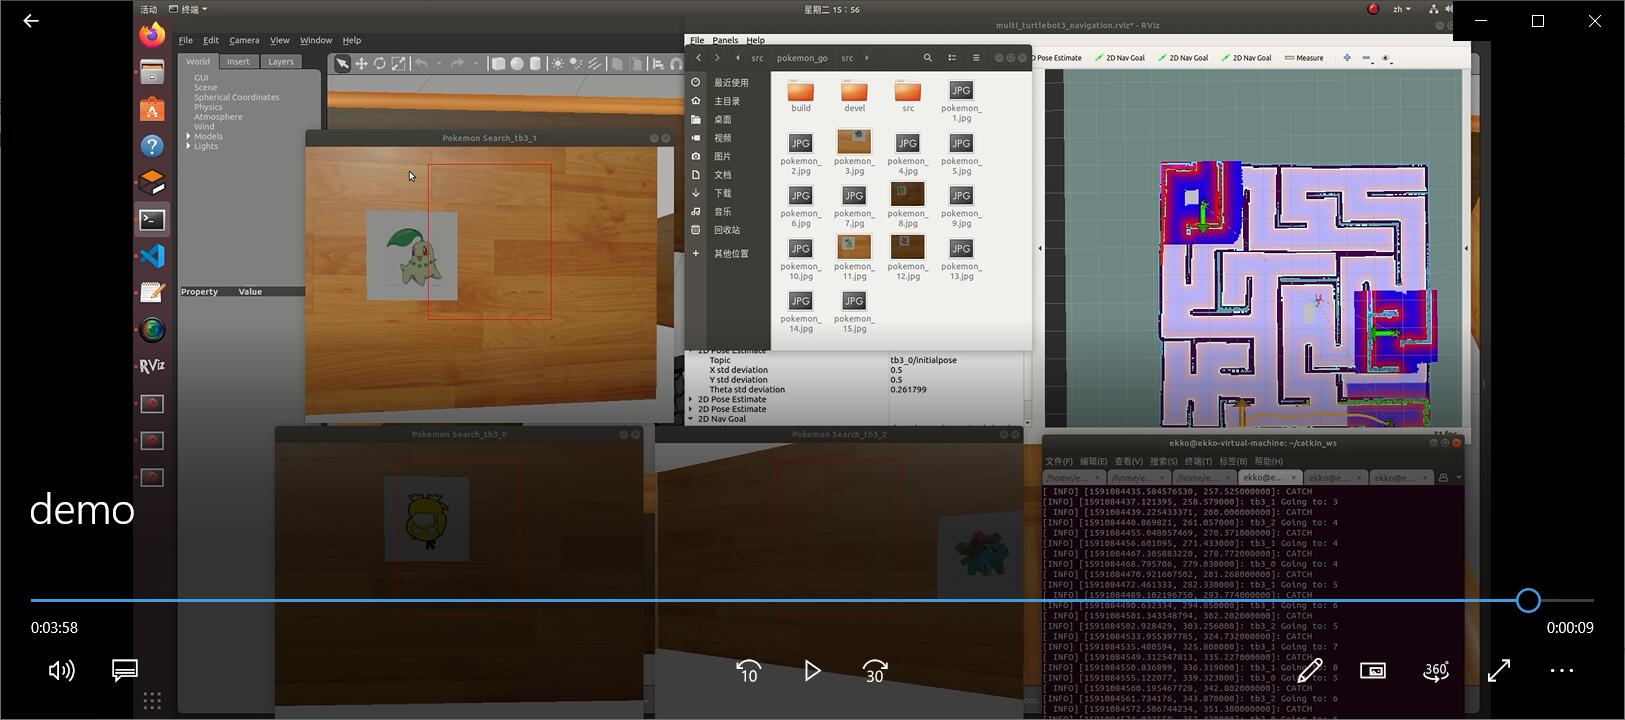 活动
终端
星期二 15：56
zh
multi_turtlebot3_navigation.rviz* - RViz
File Edit Camera View Window Help
File Panels Help
World Insert Layers
GUI
Scene
Spherical Coordinates
Physics
Atmosphere
Wind
Models
Lights
Property Value
src pokemon_go src
D Pose Estimate 2D Nav Goal 2D Nav Goal 2D Nav Goal Measure
最近使用
主目录
桌面
视频
图片
文档
下载
音乐
回收站
其他位置
build devel src pokemon_1.jpg
pokemon_2.jpg pokemon_3.jpg pokemon_4.jpg pokemon_5.jpg
pokemon_6.jpg pokemon_7.jpg pokemon_8.jpg pokemon_9.jpg
pokemon_10.jpg pokemon_11.jpg pokemon_12.jpg pokemon_13.jpg
pokemon_14.jpg pokemon_15.jpg
JPG
JPG JPG JPG
JPG JPG JPG
JPG JPG
JPG JPG
Pokemon Search_tb3_1
2D Pose Estimate
Topic tb3_0/initialpose
X std deviation 0.5
Y std deviation 0.5
Theta std deviation 0.261799
2D Pose Estimate
2D Pose Estimate
2D Nav Goal
RViz
Pokemon Search_tb3_0
Pokemon Search_tb3_2
ekko@ekko-virtual-machine: ~/catkin_ws
文件(F) 编辑(E) 查看(V) 搜索(S) 终端(T) 标签(B) 帮助(H)
/home/e... /home/e... /home/e... ekko@e... ekko@e... ekko@e...
[ INFO] [1591084435.584576530, 257.525000000]: CATCH
[INFO] [1591084437.121395, 258.579000]: tb3_1 Going to: 3
[ INFO] [1591084439.225433371, 260.000000000]: CATCH
[INFO] [1591084440.869821, 261.057000]: tb3_2 Going to: 4
[ INFO] [1591084455.048057469, 270.371000000]: CATCH
[INFO] [1591084456.601095, 271.433000]: tb3_1 Going to: 4
[ INFO] [1591084467.305883220, 278.772000000]: CATCH
[INFO] [1591084468.795706, 279.830000]: tb3_0 Going to: 4
[ INFO] [1591084470.921607502, 281.268000000]: CATCH
[INFO] [1591084472.461333, 282.330000]: tb3_1 Going to: 5
[ INFO] [1591084489.102196750, 293.774000000]: CATCH
[INFO] [1591084490.632334, 294.850000]: tb3_1 Going to: 6
[ INFO] [1591084501.343548794, 302.202000000]: CATCH
[INFO] [1591084502.928429, 303.256000]: tb3_2 Going to: 5
[ INFO] [1591084533.955397785, 324.732000000]: CATCH
[INFO] [1591084535.480594, 325.808000]: tb3_1 Going to: 7
[ INFO] [1591084549.312547813, 335.227000000]: CATCH
[INFO] [1591084550.836899, 336.319000]: tb3_1 Going to: 8
[ INFO] [1591084555.122077, 339.323000]: tb3_0 Going to: 5
[ INFO] [1591084560.195467728, 342.802000000]: CATCH
[INFO] [1591084561.734176, 343.870000]: tb3_2 Going to: 6
[ INFO] [1591084572.586744234, 351.380000000]: CATCH
demo
0:03:58
0:00:09
10
30
360°